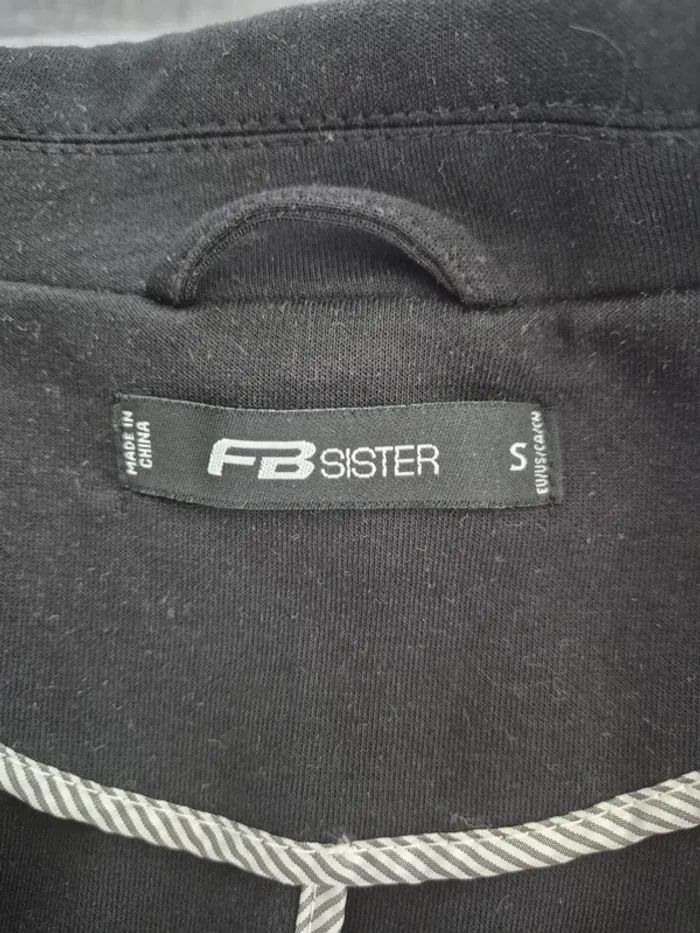 MADE IN
CHINA
FB SISTER
S
EU/US/CA/CN